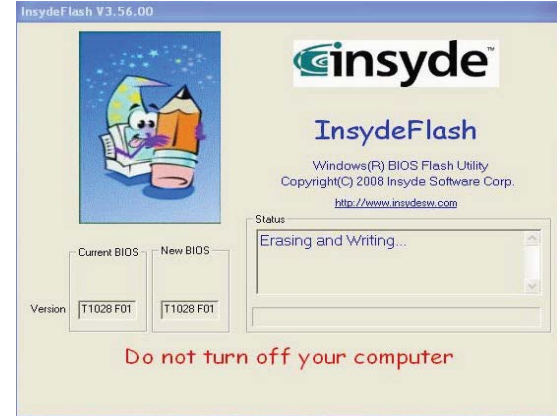 InsydeFlash V3.56.00
insyde™
InsydeFlash
Windows(R) BIOS Flash Utility
Copyright(C) 2008 Insyde Software Corp.
http://www.insydesw.com
Status
Erasing and Writing...
Current BIOS
New BIOS
Version
T1028 F01
T1028 F01
Do not turn off your computer